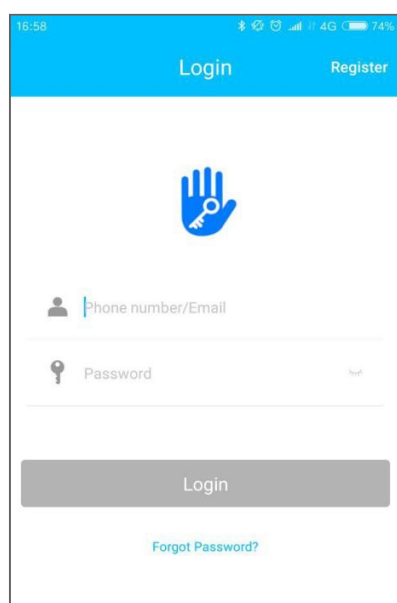 16:58 4G 74%
Login Register
Phone number/Email
Password
Login
Forgot Password?